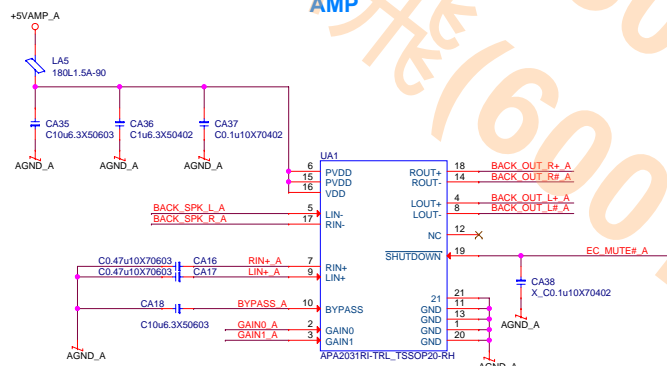 AMP
+5VAMP_A
LA5
180L1.5A-90
CA35
C10u6.3X50603
CA36
C1u6.3X50402
CA37
C0.1u10X70402
AGND_A
AGND_A
AGND_A
UA1
6
PVDD
15
PVDD
16
VDD
BACK_SPK_L_A
5
LIN-
BACK_SPK_R_A
17
RIN-
C0.47u10X70603
CA16
RIN+_A
7
RIN+
C0.47u10X70603
CA17
LIN+_A
9
LIN+
CA18
BYPASS_A
10
BYPASS
C10u6.3X50603
GAIN0_A
2
GAIN0
GAIN1_A
3
GAIN1
AGND_A
ROUT+
18
BACK_OUT_R+_A
ROUT-
14
BACK_OUT_R#_A
LOUT+
4
BACK_OUT_L+_A
LOUT-
8
BACK_OUT_L#_A
NC
12
SHUTDOWN
19
EC_MUTE#_A
CA38
X_C0.1u10X70402
AGND_A
21
21
GND
11
GND
13
GND
1
GND
20
AGND_A
APA2031RI-TRL_TSSOP20-RH
(600